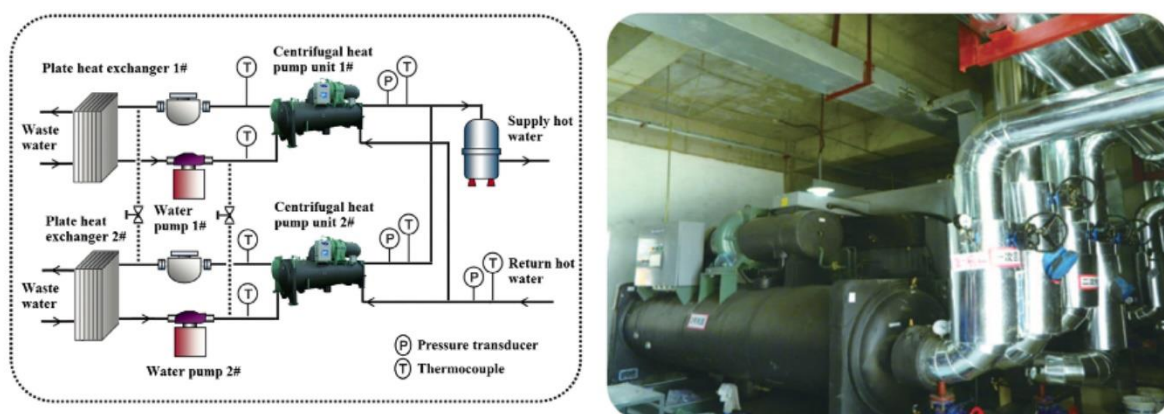 Plate heat exchanger 1#
Centrifugal heat
pump unit 1#
T
P
T
Waste
water
T
Supply hot
water
Water
pump 1#
Plate heat
exchanger 2#
Centrifugal heat
pump unit 2#
T
P
T
Waste
water
T
P
T
Return hot
water
Water pump 2#
P Pressure transducer
T Thermocouple